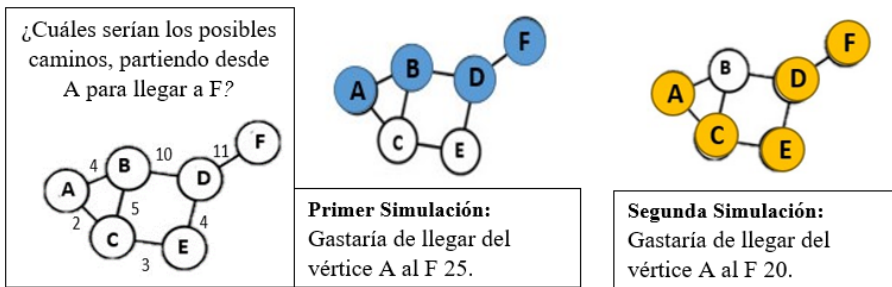 ¿Cuáles serían los posibles
caminos, partiendo desde
A para llegar a F?
A
B
C
D
E
F
4
10
11
5
2
4
3
A
B
C
D
E
F
Primer Simulación:
Gastaría de llegar del
vértice A al F 25.
A
B
C
D
E
F
Segunda Simulación:
Gastaría de llegar del
vértice A al F 20.